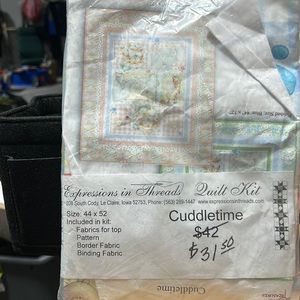 Expressions in Threads Quilt Kit
208 South Cody, Le Claire, Iowa 52753, Phone: (563) 289-1447 www.expressionsinthreads.com
Size: 44 x 52
Included in kit:
Fabrics for top
Pattern
Border Fabric
Binding Fabric
Cuddletime
$42
$31.50
Cuddletime